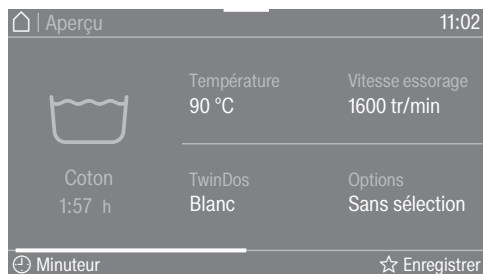 | Aperçu 11:02
Température Vitesse essorage
90 °C 1600 tr/min
Coton TwinDos Options
1:57 h Blanc Sans sélection
Minuteur Enregistrer